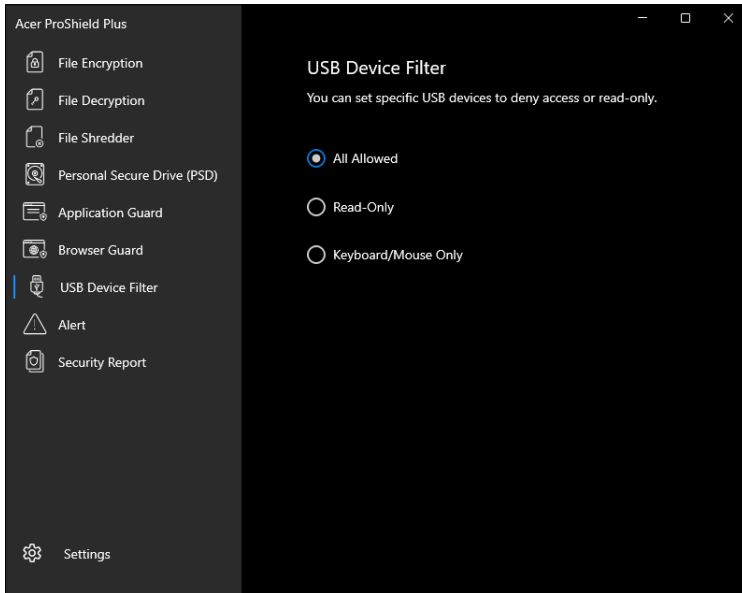 Acer ProShield Plus
File Encryption
File Decryption
File Shredder
Personal Secure Drive (PSD)
Application Guard
Browser Guard
USB Device Filter
Alert
Security Report
Settings
USB Device Filter
You can set specific USB devices to deny access or read-only.
All Allowed
Read-Only
Keyboard/Mouse Only